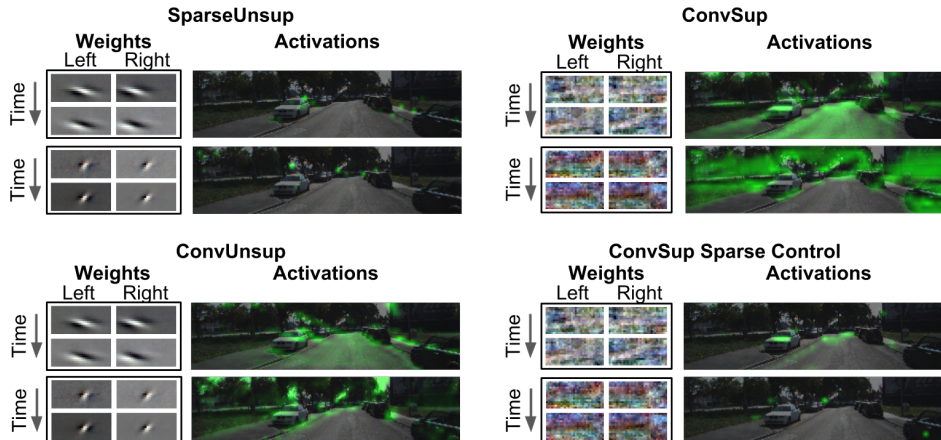 SparseUnsup
Weights
Activations
Left Right
Time
Time
ConvSup
Weights
Activations
Left Right
Time
Time
ConvUnsup
Weights
Activations
Left Right
Time
Time
ConvSup Sparse Control
Weights
Activations
Left Right
Time
Time